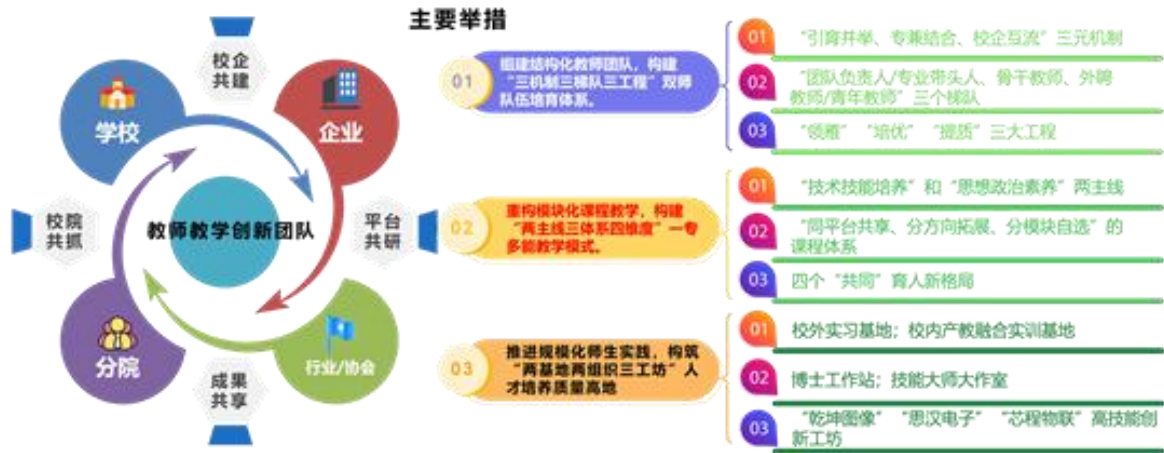 主要举措
校企
共建
学校
企业
校院
共抓
教师教学创新团队
平台
共研
分院
行业/协会
成果
共享
01
组建结构化教师团队，构建
“三机制三梯队三工程”双师
队伍培育体系。
01
“引育并举、专兼结合、校企互流”三元机制
02
“团队负责人/专业带头人、骨干教师、外聘
教师/青年教师”三个梯队
03
“领雁” “培优” “提质”三大工程
02
重构模块化课程教学，构建
“两主线三体系四维度”一专
多能教学模式。
01
“技术技能培养”和“思想政治素养”两主线
02
“同平台共享、分方向拓展、分模块自选”的
课程体系
03
四个“共同”育人新格局
03
推进规模化师生实践，构筑
“两基地两组织三工坊”人
才培养质量高地
01
校外实习基地；校内产教融合实训基地
02
博士工作站；技能大师大作室
03
“乾坤图像” “思汉电子” “芯程物联”高技能创
新工坊